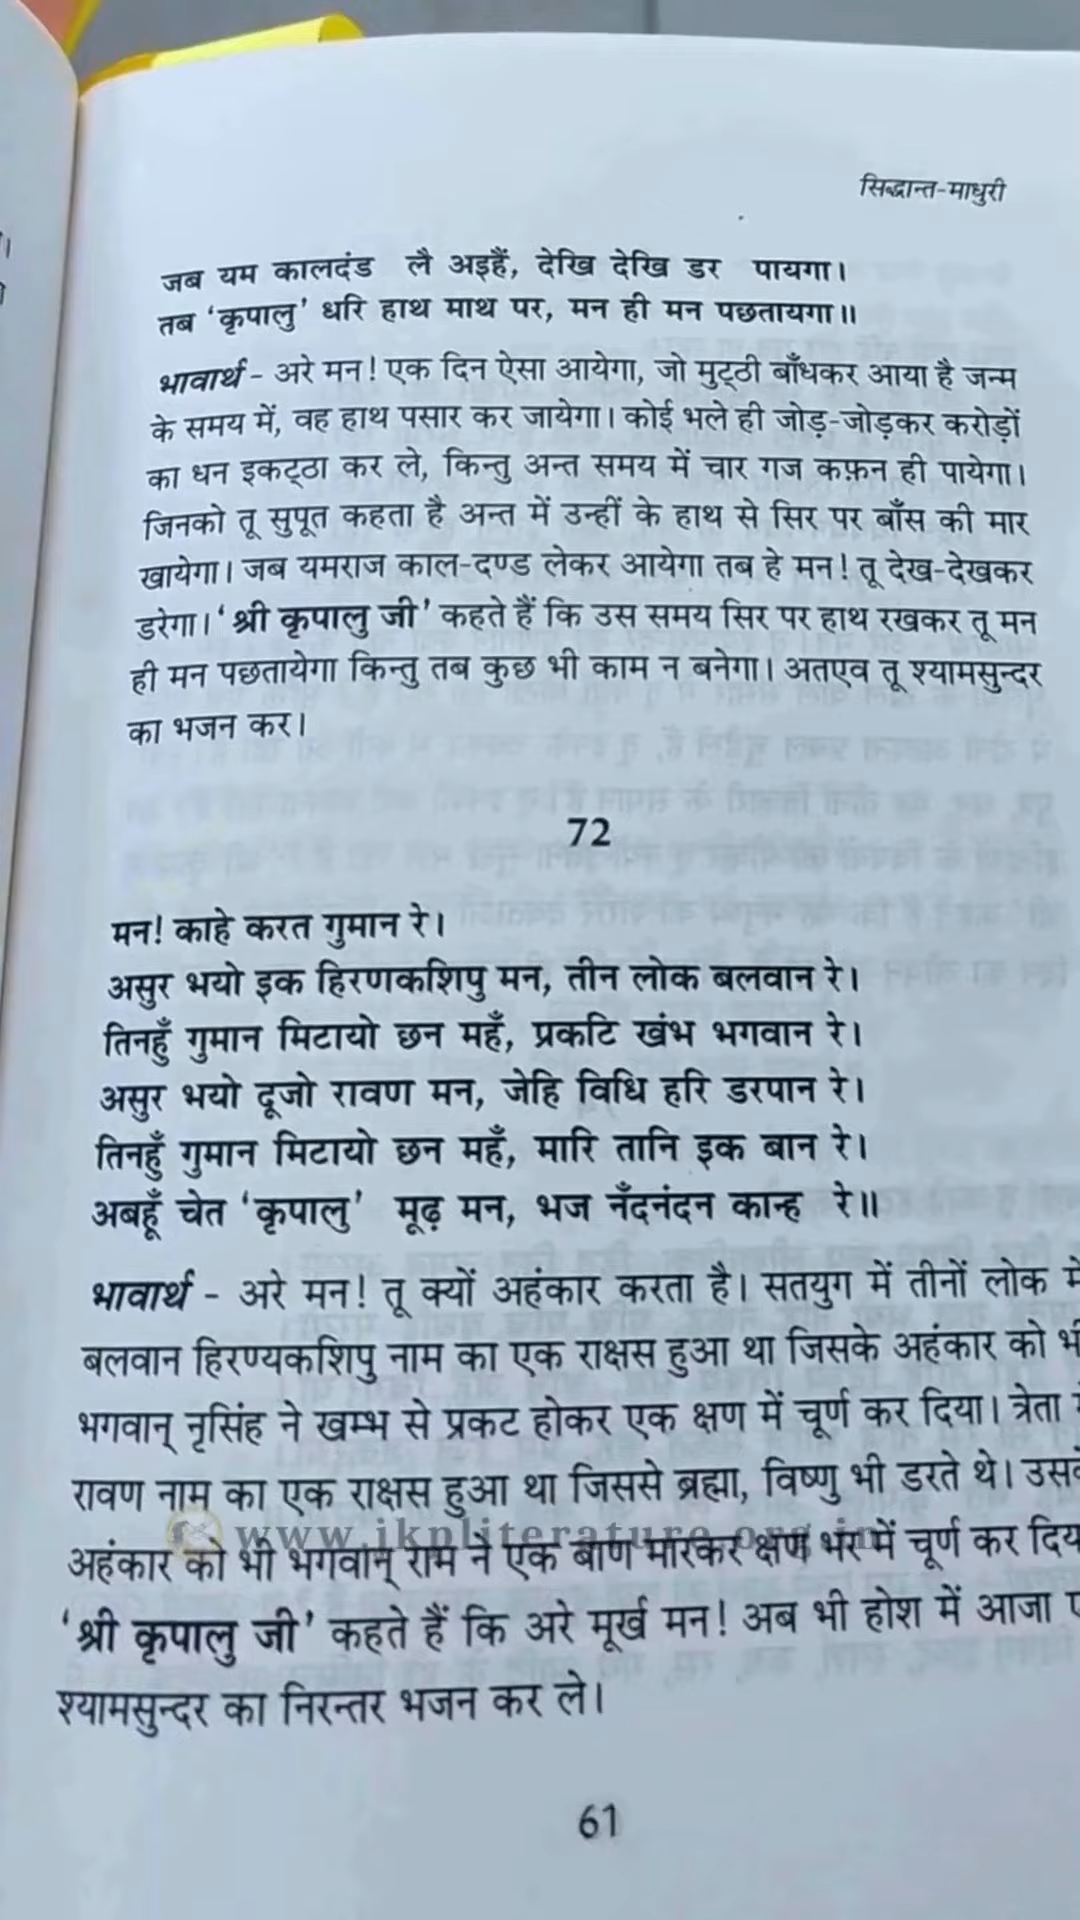 सिद्धान्त-माधुरी
जब यम कालदंड लै अइहैं, देखि देखि डर पायगा।
तब ‘कृपालु’ धरि हाथ माथ पर, मन ही मन पछतायगा॥
भावार्थ - अरे मन! एक दिन ऐसा आयेगा, जो मुट्ठी बाँधकर आया है जन्म
के समय में, वह हाथ पसार कर जायेगा। कोई भले ही जोड़-जोड़कर करोड़ों
का धन इकट्ठा कर ले, किन्तु अन्त समय में चार गज कफ़न ही पायेगा।
जिनको तू सुपूत कहता है अन्त में उन्हीं के हाथ से सिर पर बाँस की मार
खायेगा। जब यमराज काल-दण्ड लेकर आयेगा तब हे मन! तू देख-देखकर
डरेगा। ‘श्री कृपालु जी’ कहते हैं कि उस समय सिर पर हाथ रखकर तू मन
ही मन पछतायेगा किन्तु तब कुछ भी काम न बनेगा। अतएव तू श्यामसुन्दर
का भजन कर।
72
मन! काहे करत गुमान रे।
असुर भयो इक हिरणकशिपु मन, तीन लोक बलवान रे।
तिनहुँ गुमान मिटायो छन महँ, प्रकटि खंभ भगवान रे।
असुर भयो दूजो रावण मन, जेहि विधि हरि डरपान रे।
तिनहुँ गुमान मिटायो छन महँ, मारि तानि इक बान रे।
अबहूँ चेत ‘कृपालु’ मूढ़ मन, भज नँदनंदन कान्ह रे॥
भावार्थ - अरे मन! तू क्यों अहंकार करता है। सतयुग में तीनों लोक में
बलवान हिरण्यकशिपु नाम का एक राक्षस हुआ था जिसके अहंकार को भी
भगवान् नृसिंह ने खम्भ से प्रकट होकर एक क्षण में चूर्ण कर दिया। त्रेता
रावण नाम का एक राक्षस हुआ था जिससे ब्रह्मा, विष्णु भी डरते थे।
www.jkpliterature.org.in
अहंकार को भी भगवान् राम ने एक बाण मारकर क्षण भर में चूर्ण कर
‘श्री कृपालु जी’ कहते हैं कि अरे मूर्ख मन! अब भी होश में आजा
श्यामसुन्दर का निरन्तर भजन कर ले।
61